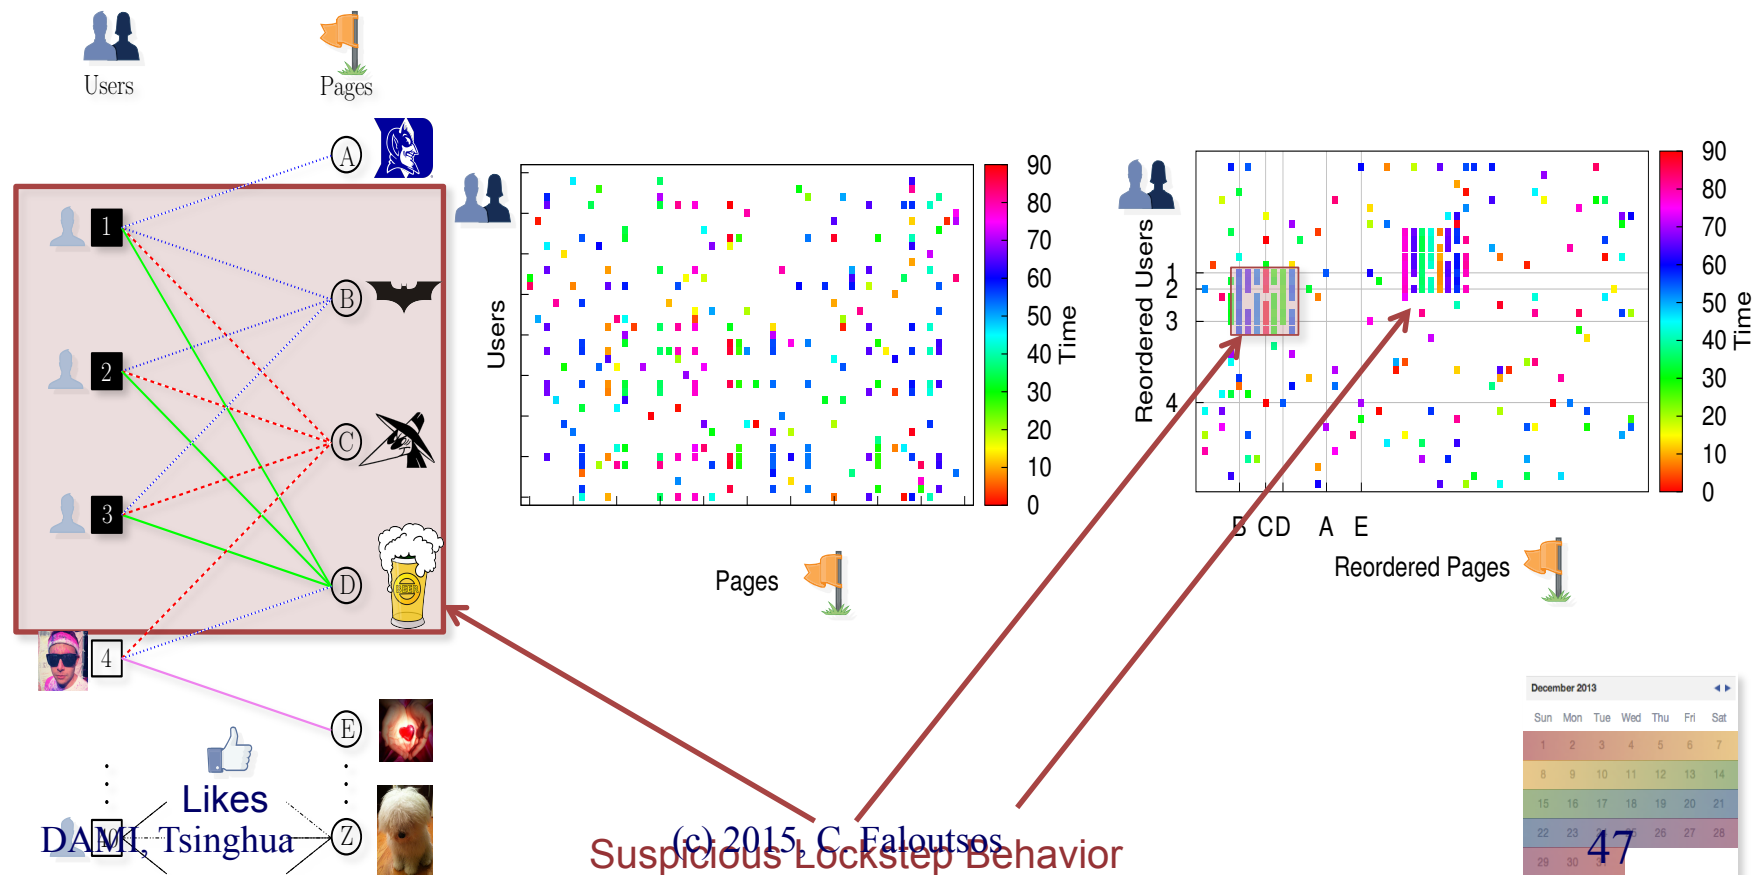 Users
Pages
A
1
B
2
C
3
BEER
D
4
E
Likes
Z
Users
90
80
70
60
50
40
30
20
10
0
Time
Pages
Reordered Users
1
2
3
4
90
80
70
60
50
40
30
20
10
0
Time
B C D A E
Reordered Pages
December 2013
Sun Mon Tue Wed Thu Fri Sat
1 2 3 4 5 6 7
8 9 10 11 12 13 14
15 16 17 18 19 20 21
22 23 24 25 26 27 28
29 30 31
Suspicious Lockstep Behavior
DAMI, Tsinghua
(c) 2015, C. Faloutsos
47